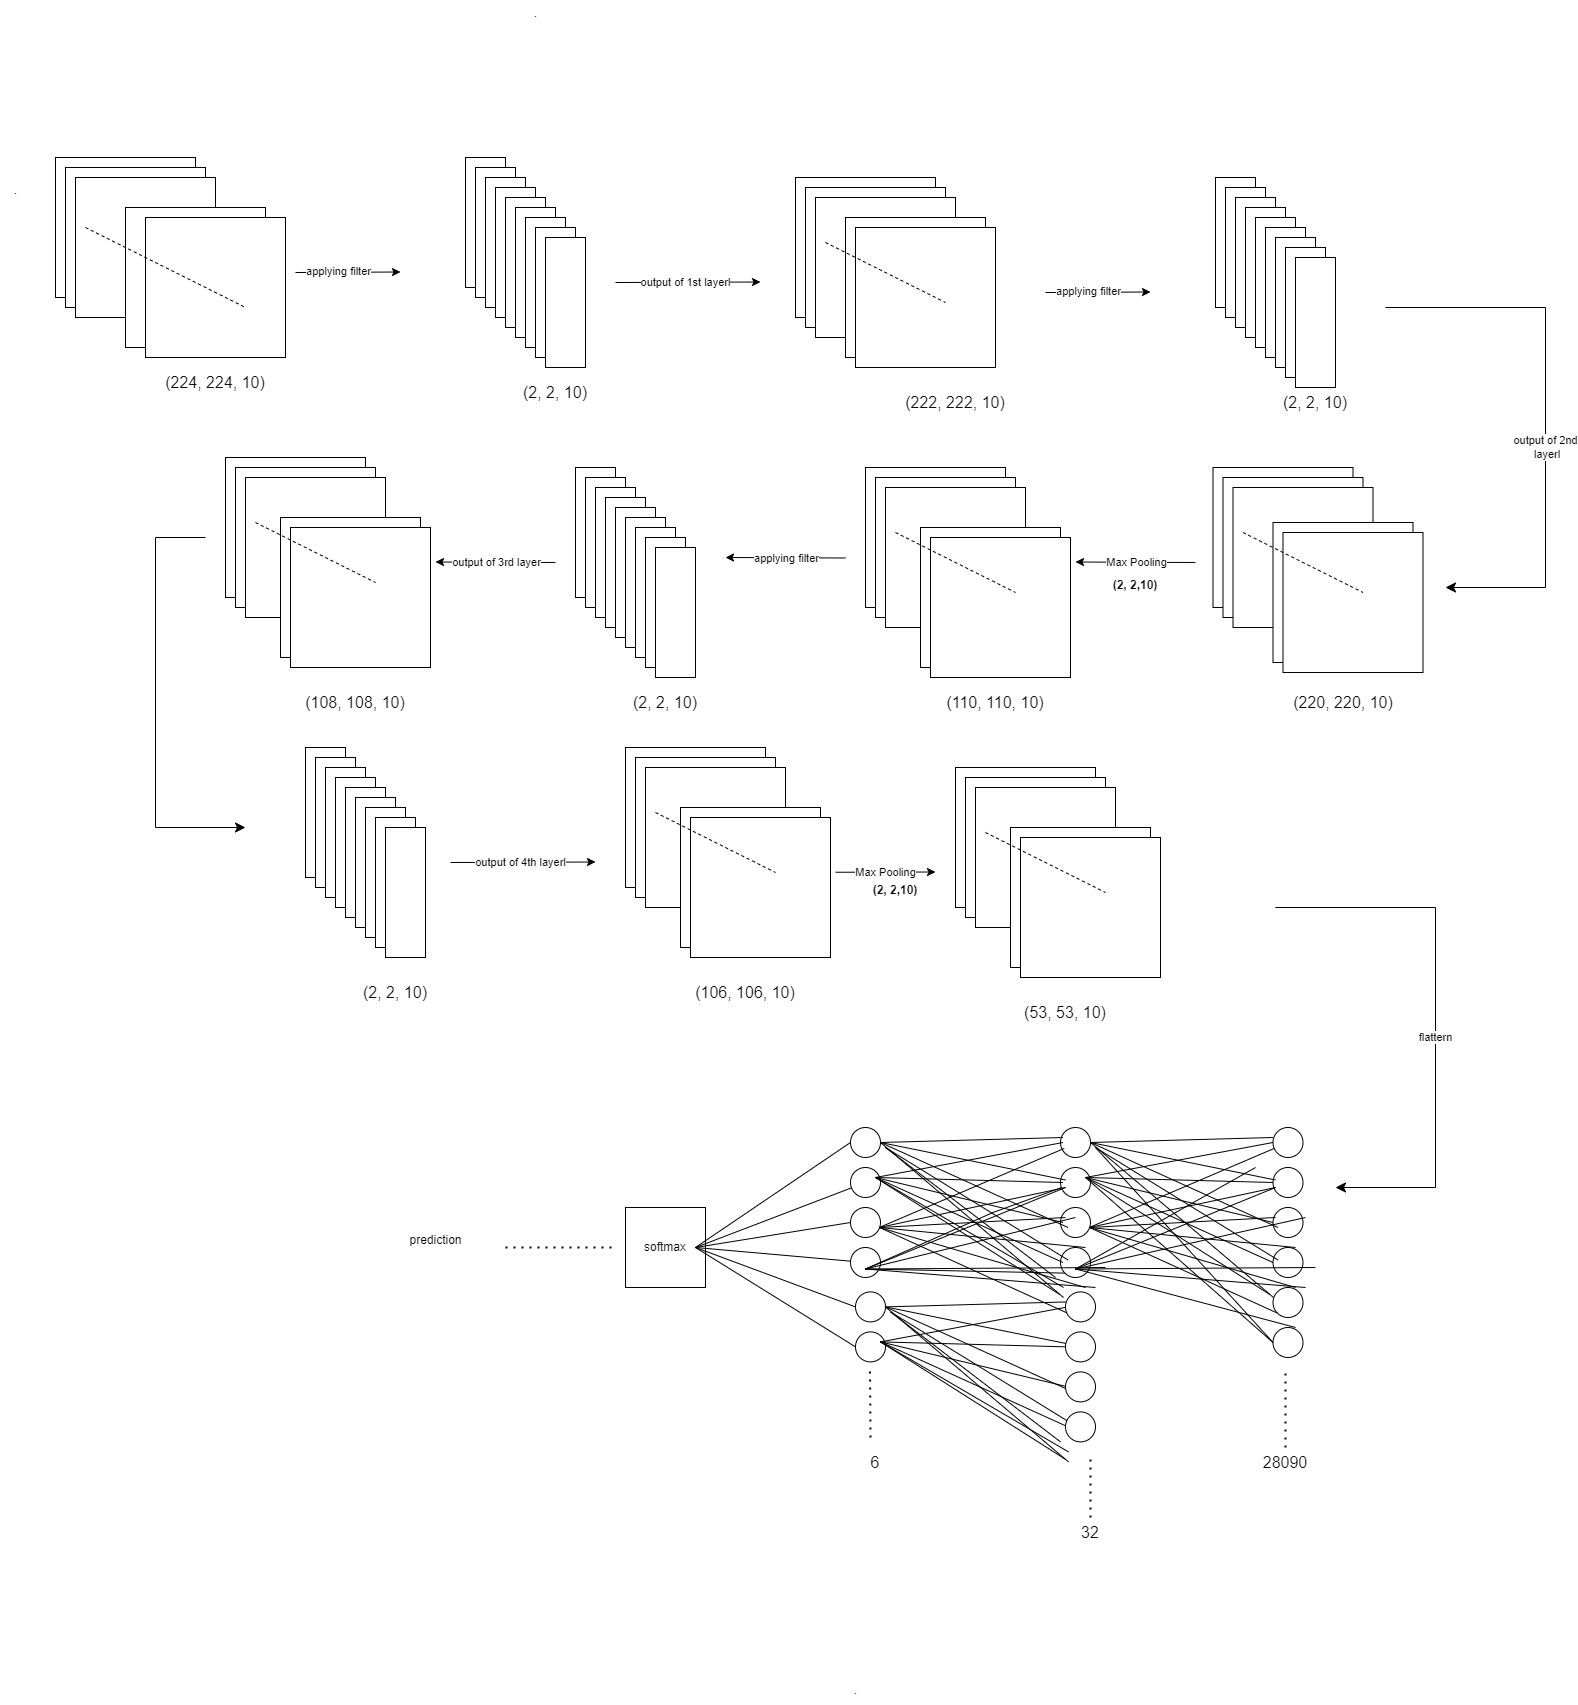 applying filter
output of 1st layerl
applying filter
(224, 224, 10)
(2, 2, 10)
(222, 222, 10)
(2, 2, 10)
output of 2nd
layerl
output of 3rd layer
applying filter
Max Pooling
(2, 2,10)
(108, 108, 10)
(2, 2, 10)
(110, 110, 10)
(220, 220, 10)
output of 4th layerl
Max Pooling
(2, 2,10)
(2, 2, 10)
(106, 106, 10)
(53, 53, 10)
flattern
prediction
softmax
6
28090
32